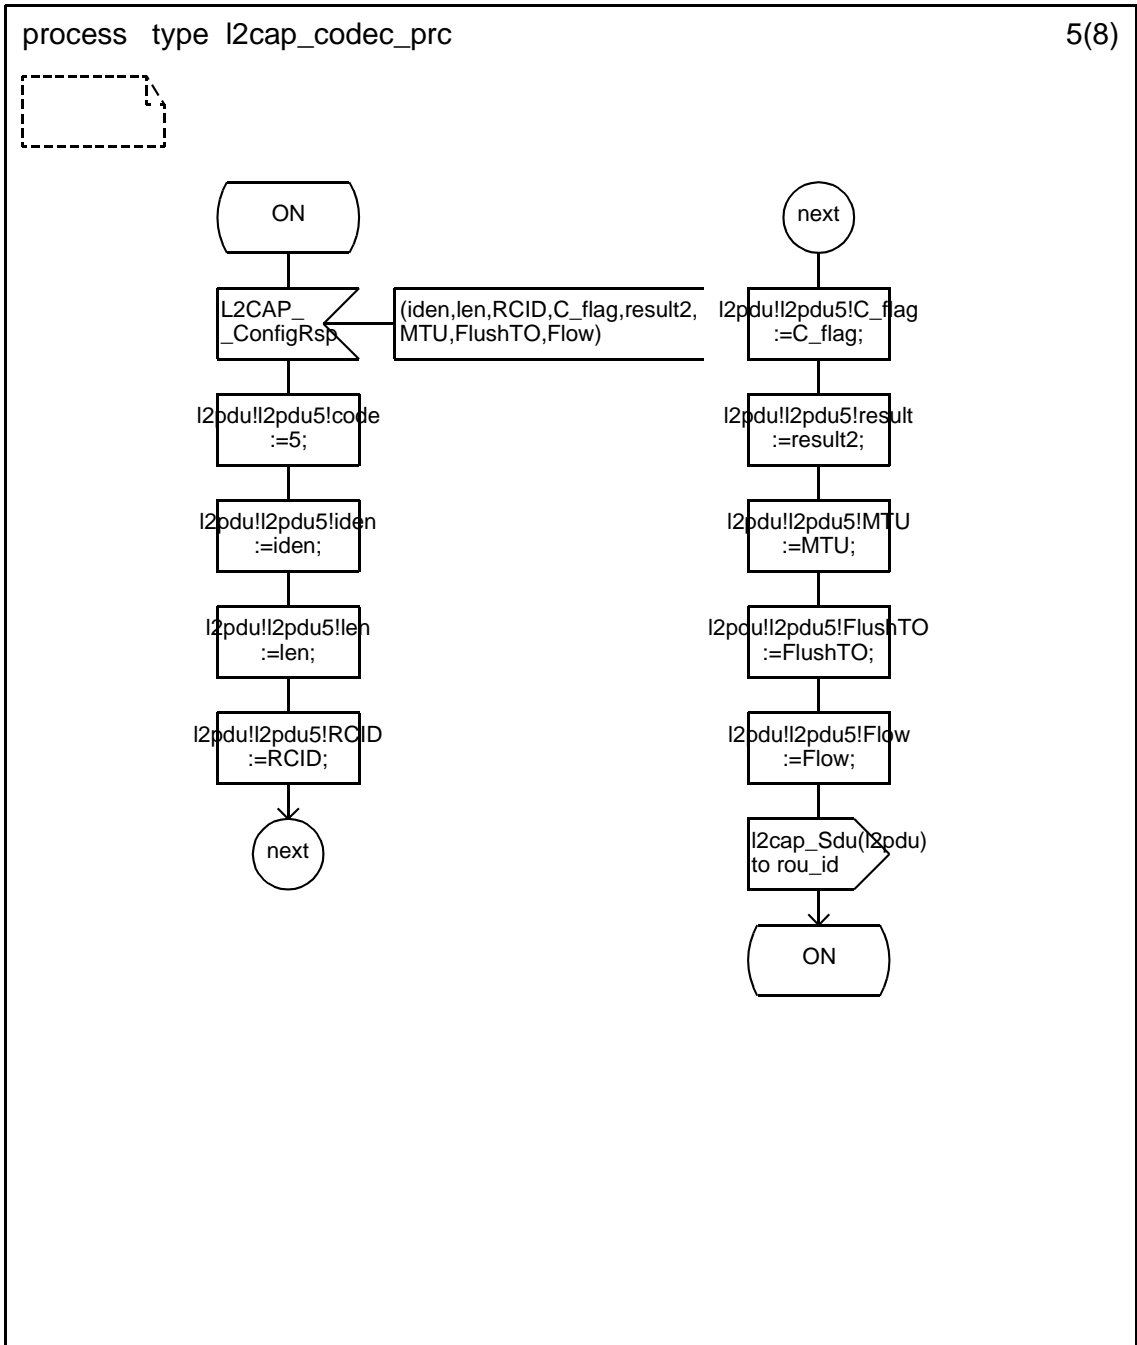 process type l2cap_codec_prc
5(8)
ON
L2CAP_
_ConfigRsp
(iden,len,RCID,C_flag,result2,
MTU,FlushTO,Flow)
l2pdu!l2pdu5!code
:=5;
l2pdu!l2pdu5!iden
:=iden;
l2pdu!l2pdu5!len
:=len;
l2pdu!l2pdu5!RCID
:=RCID;
next
next
l2pdu!l2pdu5!C_flag
:=C_flag;
l2pdu!l2pdu5!result
:=result2;
l2pdu!l2pdu5!MTU
:=MTU;
l2pdu!l2pdu5!FlushTO
:=FlushTO;
l2pdu!l2pdu5!Flow
:=Flow;
l2cap_Sdu(l2pdu)
to rou_id
ON